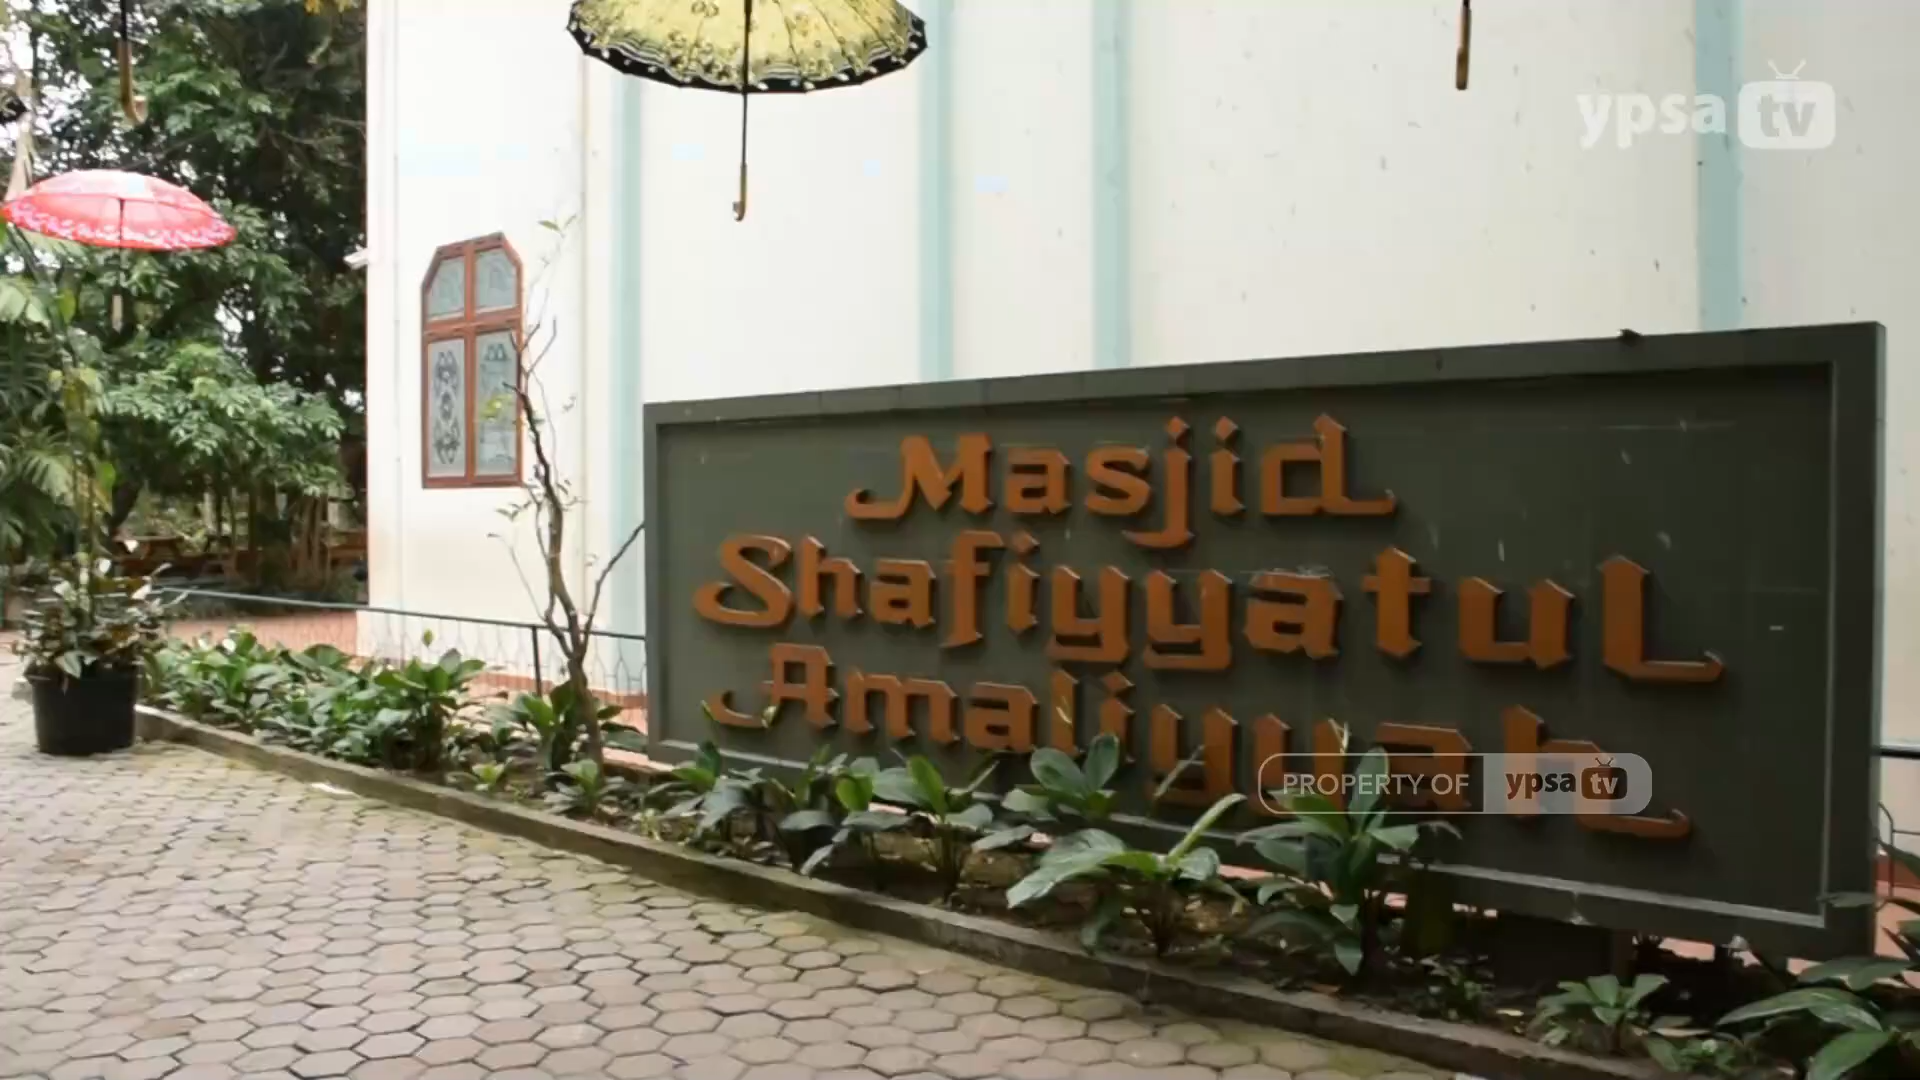 ypsa tv
Masjid
Shafiyyatul
Amaliyyah
PROPERTY OF ypsa tv